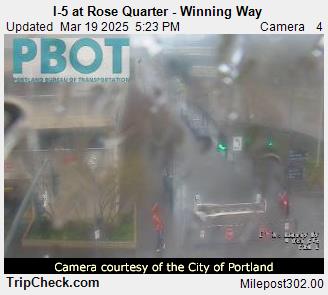 I-5 at Rose Quarter - Winning Way
Updated Mar 19 2025 5:23 PM Camera 4
PBOT
PORTLAND BUREAU OF TRANSPORTATION
Camera courtesy of the City of Portland
TripCheck.com Milepost302.00